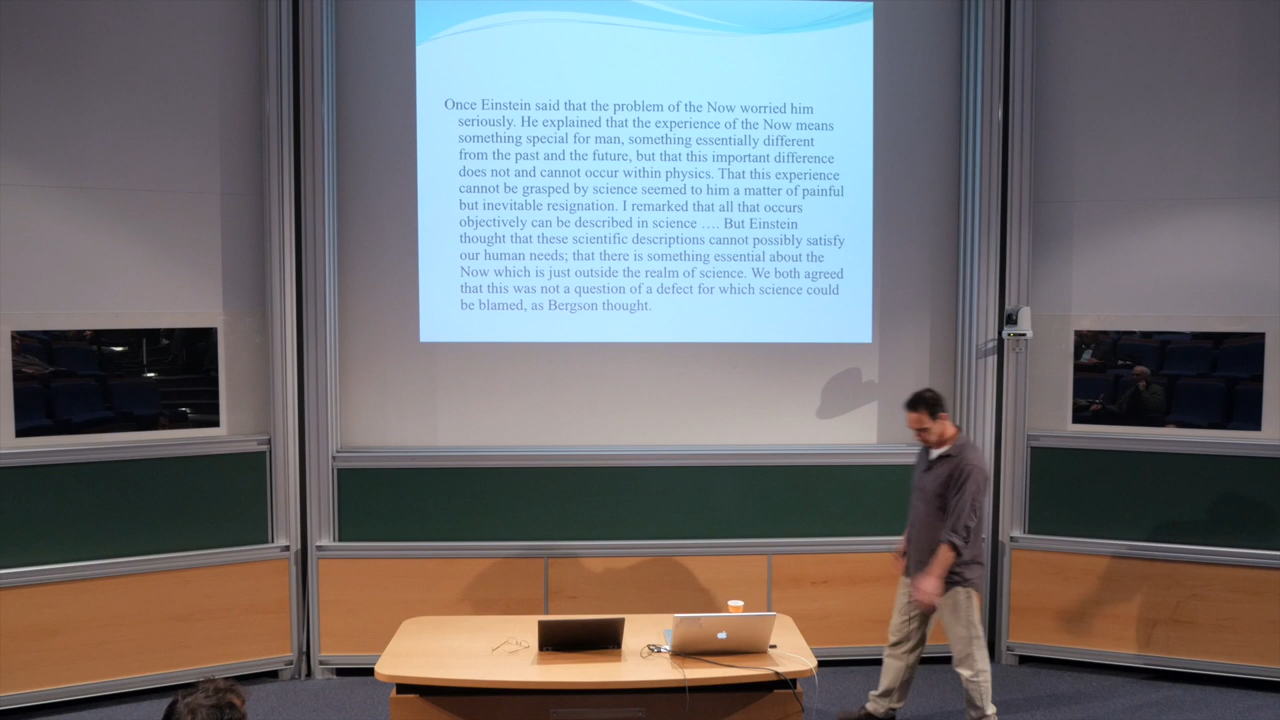 Once Einstein said that the problem of the Now worried him
seriously. He explained that the experience of the Now means
something special for man, something essentially different
from the past and the future, but that this important difference
does not and cannot occur within physics. That this experience
cannot be grasped by science seemed to him a matter of painful
but inevitable resignation. I remarked that all that occurs
objectively can be described in science …. But Einstein
thought that these scientific descriptions cannot possibly satisfy
our human needs; that there is something essential about the
Now which is just outside the realm of science. We both agreed
that this was not a question of a defect for which science could
be blamed, as Bergson thought.